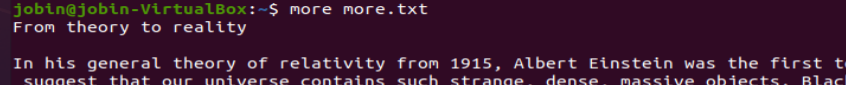 jobin@jobin-VirtualBox:~$ more more.txt
From theory to reality
In his general theory of relativity from 1915, Albert Einstein was the first
suggest that our universe contains such strange, dense, massive objects.